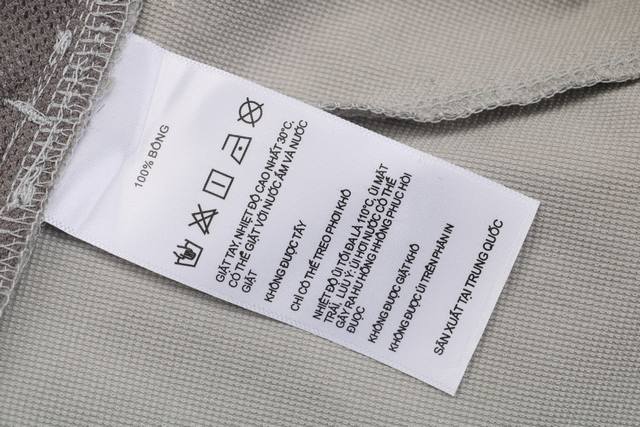 100% BÔNG
GIẶT TAY, NHIỆT ĐỘ CAO NHẤT 30°C,
CÓ THỂ GIẶT VỚI NƯỚC ẤM VÀ NƯỚC
GIẶT
KHÔNG ĐƯỢC TẨY
CHỈ CÓ THỂ TREO PHƠI KHÔ
NHIỆT ĐỘ ỦI TỐI ĐA LÀ 110°C, ỦI MẶT
TRÁI, LƯU Ý: ỦI HƠI NƯỚC CÓ THỂ
GÂY RA HƯ HỎNG KHÔNG PHỤC HỒI
ĐƯỢC
KHÔNG ĐƯỢC GIẶT KHÔ
KHÔNG ĐƯỢC ỦI TRÊN PHẦN IN
SẢN XUẤT TẠI TRUNG QUỐC